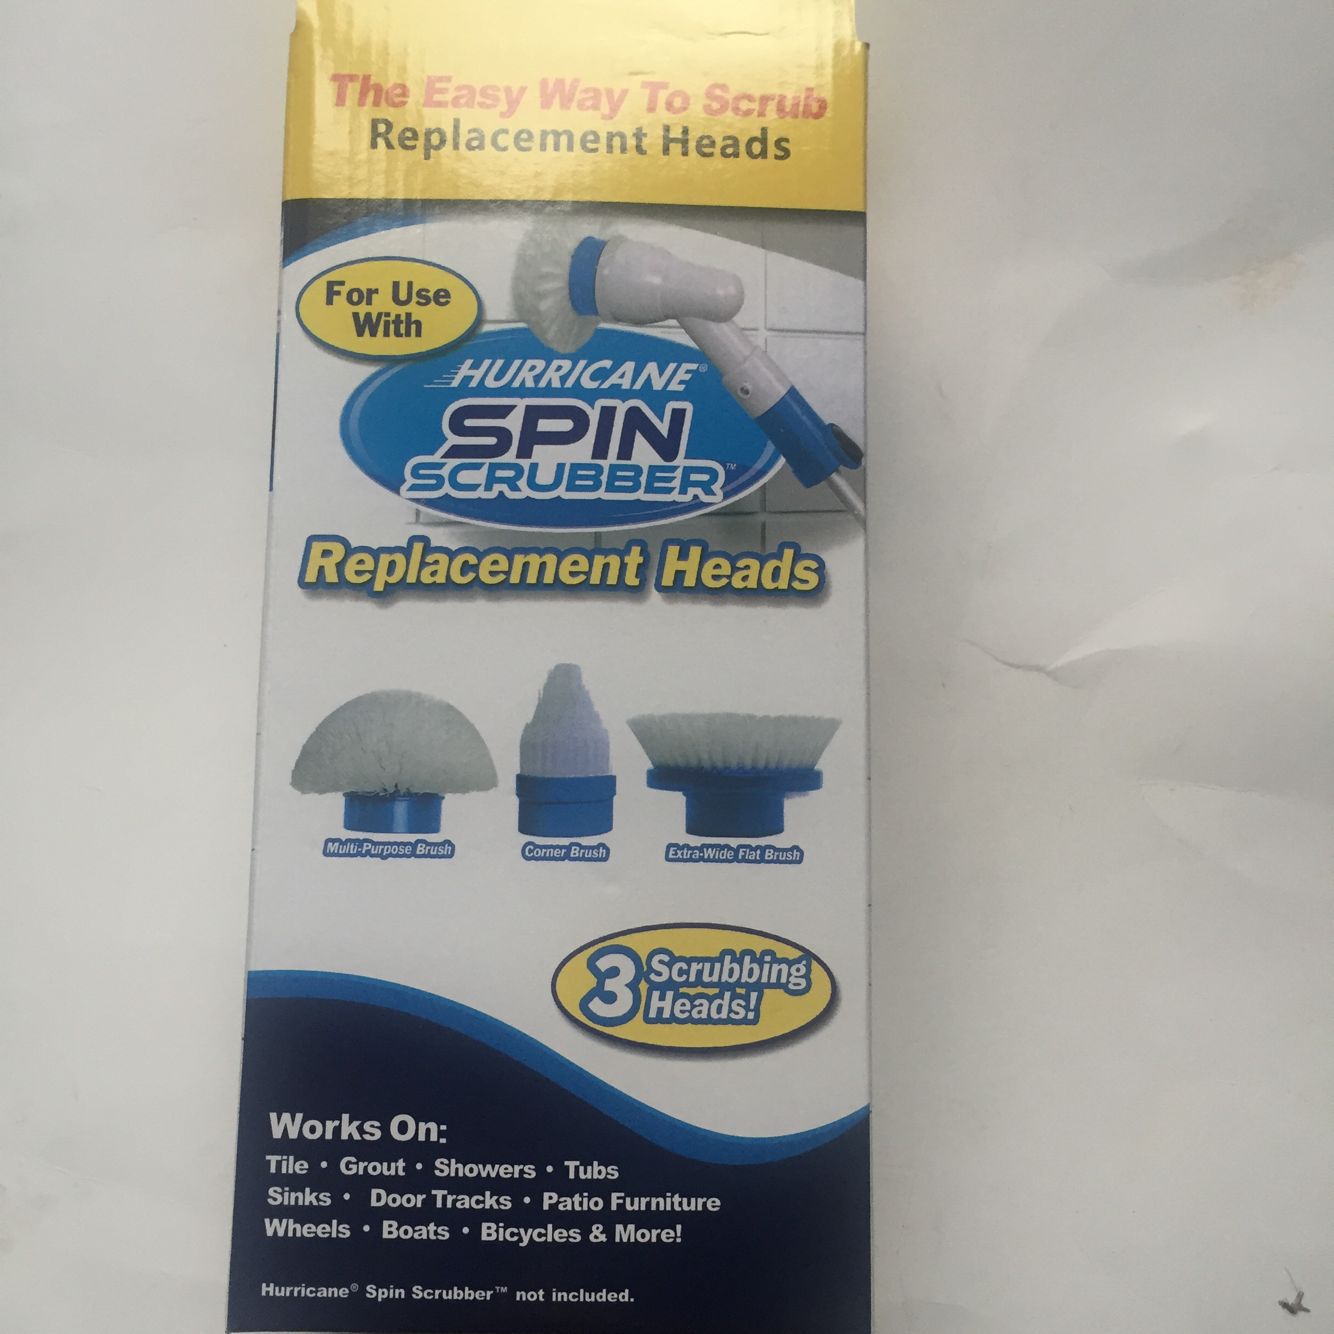 The Easy Way To Scrub
Replacement Heads
For Use
With
HURRICANE®
SPIN
SCRUBBER™
Replacement Heads
Multi-Purpose Brush
Corner Brush
Extra-Wide Flat Brush
3 Scrubbing
Heads!
Works On:
Tile • Grout • Showers • Tubs
Sinks • Door Tracks • Patio Furniture
Wheels • Boats • Bicycles & More!
Hurricane® Spin Scrubber™ not included.